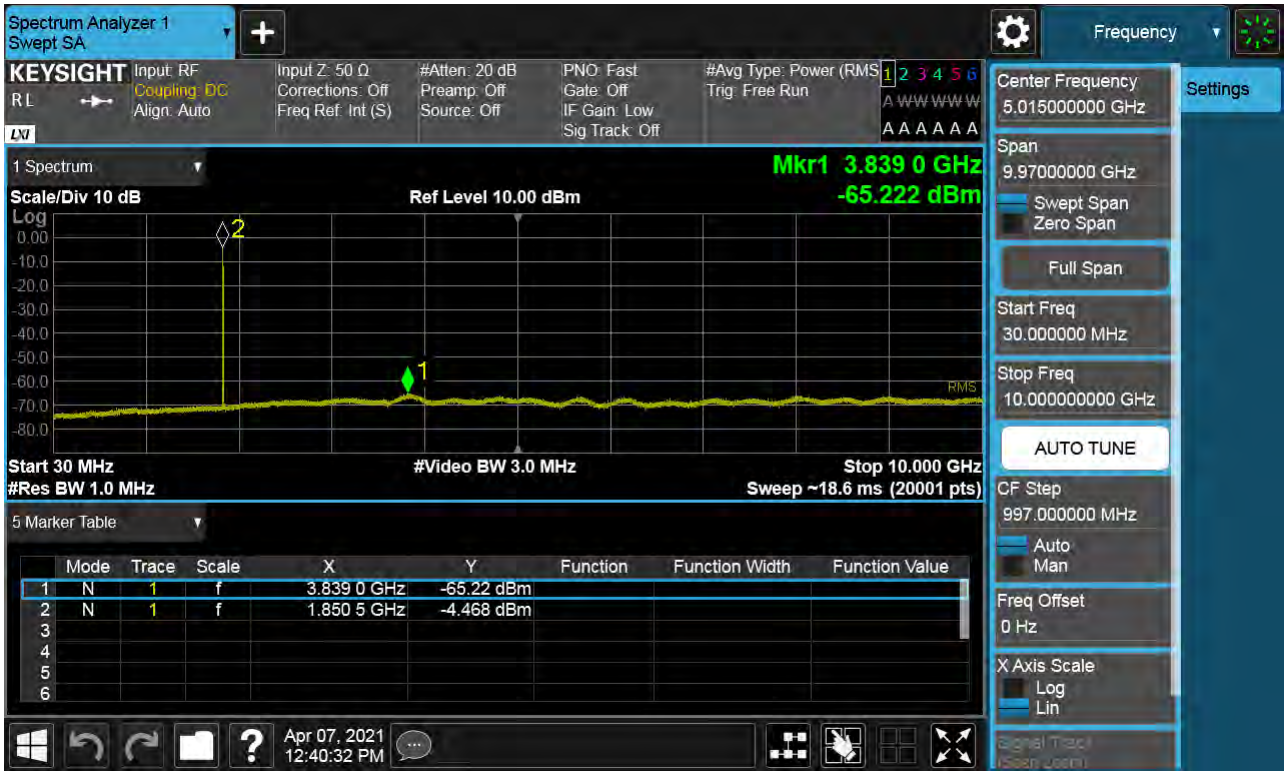 Spectrum Analyzer 1
Swept SA
+
Frequency
KEYSIGHT
Input: RF
Input Z: 50 Ω
#Atten: 20 dB
PNO: Fast
#Avg Type: Power (RMS
1 2 3 4 5 6
R L
Coupling: DC
Corrections: Off
Preamp: Off
Gate: Off
Trig: Free Run
A W W W W W
Align: Auto
Freq Ref: Int (S)
Source: Off
IF Gain: Low
Sig Track: Off
A A A A A A
LXI
1 Spectrum
Mkr1 3.839 0 GHz
Scale/Div 10 dB
Ref Level 10.00 dBm
-65.222 dBm
Log
0.00
-10.0
-20.0
-30.0
-40.0
-50.0
-60.0
-70.0
-80.0
2
1
RMS
Start 30 MHz
#Video BW 3.0 MHz
Stop 10.000 GHz
#Res BW 1.0 MHz
Sweep ~18.6 ms (20001 pts)
5 Marker Table
Mode Trace Scale X Y Function Function Width Function Value
1 N 1 f 3.839 0 GHz -65.22 dBm
2 N 1 f 1.850 5 GHz -4.468 dBm
3
4
5
6
?
Apr 07, 2021
12:40:32 PM
Center Frequency
5.015000000 GHz
Settings
Span
9.97000000 GHz
Swept Span
Zero Span
Full Span
Start Freq
30.000000 MHz
Stop Freq
10.000000000 GHz
AUTO TUNE
CF Step
997.000000 MHz
Auto
Man
Freq Offset
0 Hz
X Axis Scale
Log
Lin
Signal Track
(Span Zoom)